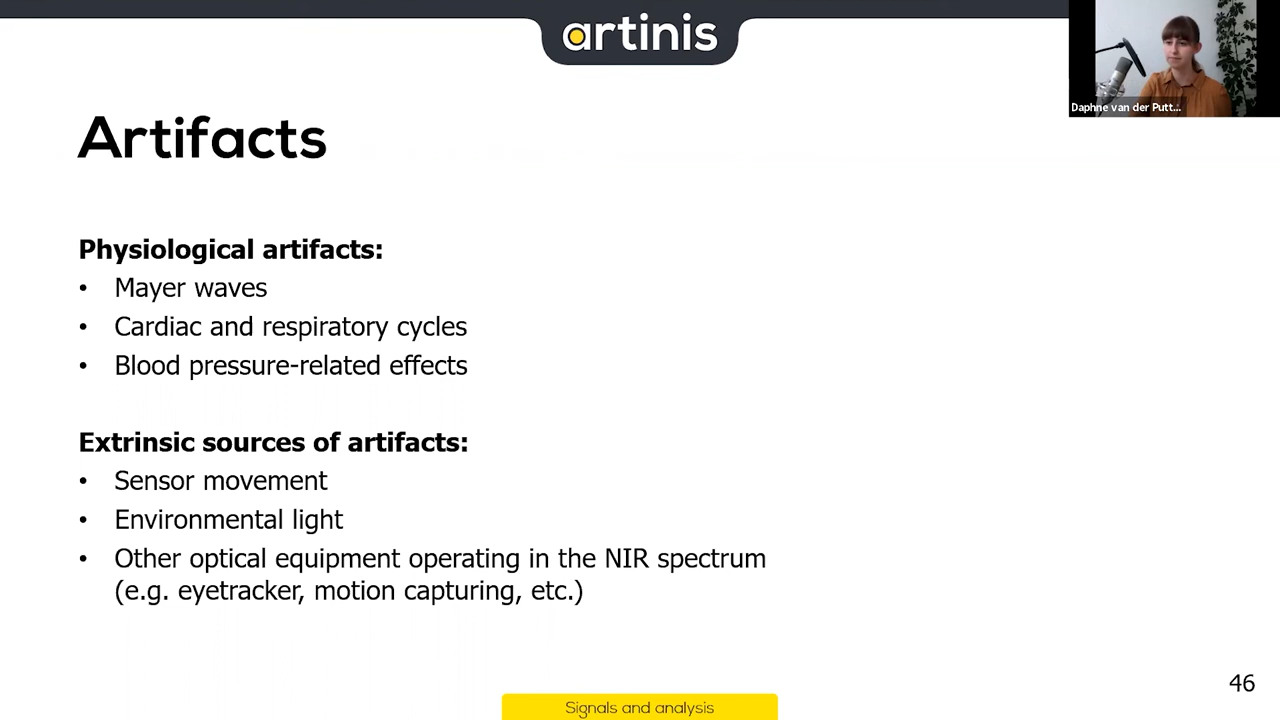 artinis
Daphne van der Putt...
Artifacts
Physiological artifacts:
• Mayer waves
• Cardiac and respiratory cycles
• Blood pressure-related effects
Extrinsic sources of artifacts:
• Sensor movement
• Environmental light
• Other optical equipment operating in the NIR spectrum
(e.g. eyetracker, motion capturing, etc.)
46
Signals and analysis